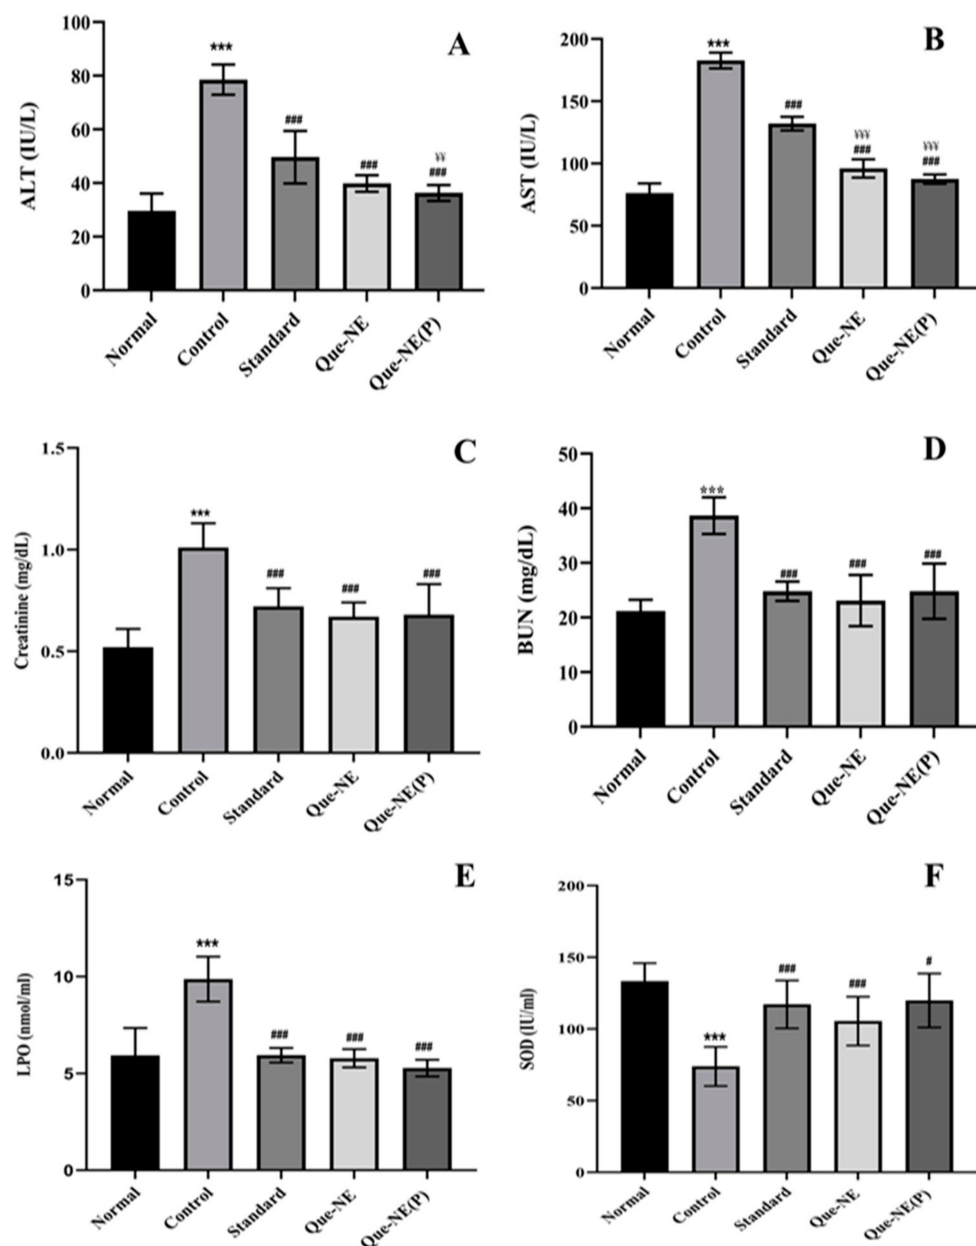 A
ALT (IU/L)
100
80
60
40
20
0
***
###
###
¥¥
###
Normal
Control
Standard
Que-NE
Que-NE(P)
B
AST (IU/L)
200
150
100
50
0
***
###
¥¥¥
###
¥¥¥
###
Normal
Control
Standard
Que-NE
Que-NE(P)
C
Creatinine (mg/dL)
1.5
1.0
0.5
0.0
***
###
###
###
Normal
Control
Standard
Que-NE
Que-NE(P)
D
BUN (mg/dL)
50
40
30
20
10
0
***
###
###
###
Normal
Control
Standard
Que-NE
Que-NE(P)
E
LPO (nmol/ml)
15
10
5
0
***
###
###
###
Normal
Control
Standard
Que-NE
Que-NE(P)
F
SOD (IU/ml)
200
150
100
50
0
***
###
###
#
Normal
Control
Standard
Que-NE
Que-NE(P)